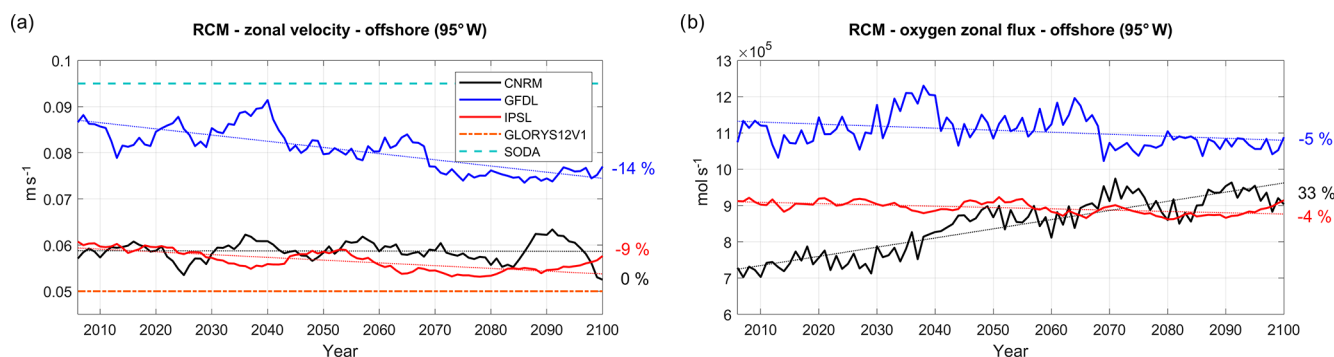 (a)
RCM - zonal velocity - offshore (95° W)
0.1
0.09
0.08
0.07
0.06
0.05
m s⁻¹
CNRM
GFDL
IPSL
GLORYS12V1
SODA
-14 %
-9 %
0 %
2010 2020 2030 2040 2050 2060 2070 2080 2090 2100
Year
(b)
RCM - oxygen zonal flux - offshore (95° W)
×10⁵
13
12
11
10
9
8
7
6
mol s⁻¹
-5 %
33 %
-4 %
2010 2020 2030 2040 2050 2060 2070 2080 2090 2100
Year